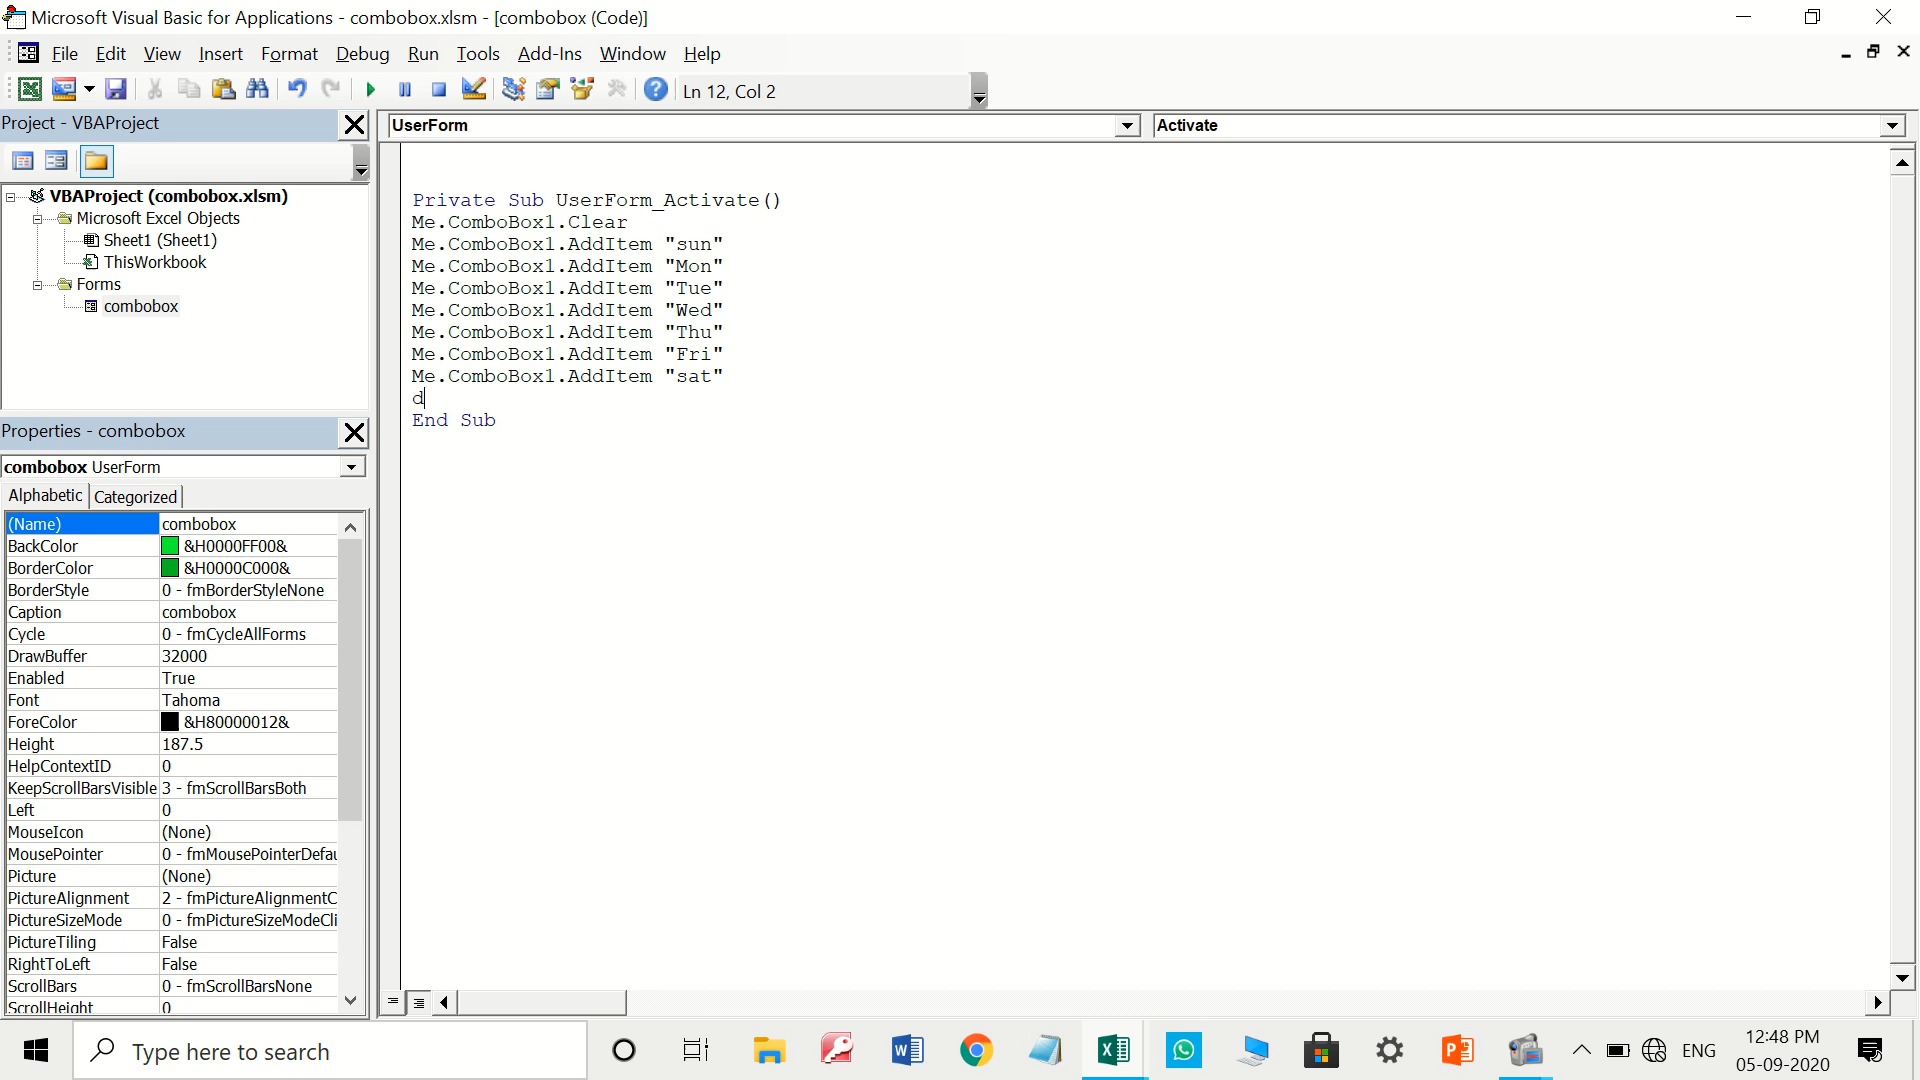 Microsoft Visual Basic for Applications - combobox.xlsm - [combobox (Code)]
File Edit View Insert Format Debug Run Tools Add-Ins Window Help
Ln 12, Col 2
Project - VBAProject
UserForm
Activate
VBAProject (combobox.xlsm)
Microsoft Excel Objects
Sheet1 (Sheet1)
ThisWorkbook
Forms
combobox
Private Sub UserForm_Activate()
Me.ComboBox1.Clear
Me.ComboBox1.AddItem "sun"
Me.ComboBox1.AddItem "Mon"
Me.ComboBox1.AddItem "Tue"
Me.ComboBox1.AddItem "Wed"
Me.ComboBox1.AddItem "Thu"
Me.ComboBox1.AddItem "Fri"
Me.ComboBox1.AddItem "sat"
d
End Sub
Properties - combobox
combobox UserForm
Alphabetic Categorized
(Name) combobox
BackColor &H0000FF00&
BorderColor &H0000C000&
BorderStyle 0 - fmBorderStyleNone
Caption combobox
Cycle 0 - fmCycleAllForms
DrawBuffer 32000
Enabled True
Font Tahoma
ForeColor &H80000012&
Height 187.5
HelpContextID 0
KeepScrollBarsVisible 3 - fmScrollBarsBoth
Left 0
MouseIcon (None)
MousePointer 0 - fmMousePointerDefau
Picture (None)
PictureAlignment 2 - fmPictureAlignmentC
PictureSizeMode 0 - fmPictureSizeModeCli
PictureTiling False
RightToLeft False
ScrollBars 0 - fmScrollBarsNone
ScrollHeight 0
Type here to search
ENG
12:48 PM
05-09-2020